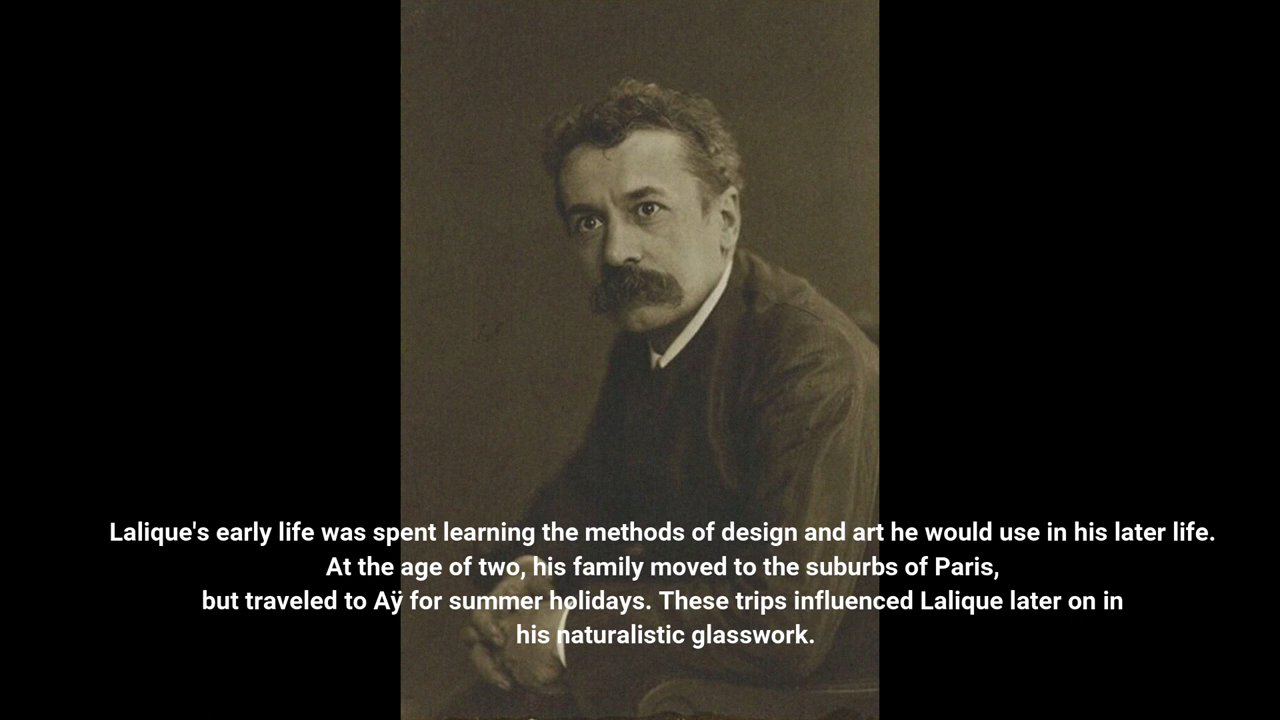 Lalique's early life was spent learning the methods of design and art he would use in his later life.
At the age of two, his family moved to the suburbs of Paris,
but traveled to Aÿ for summer holidays. These trips influenced Lalique later on in
his naturalistic glasswork.